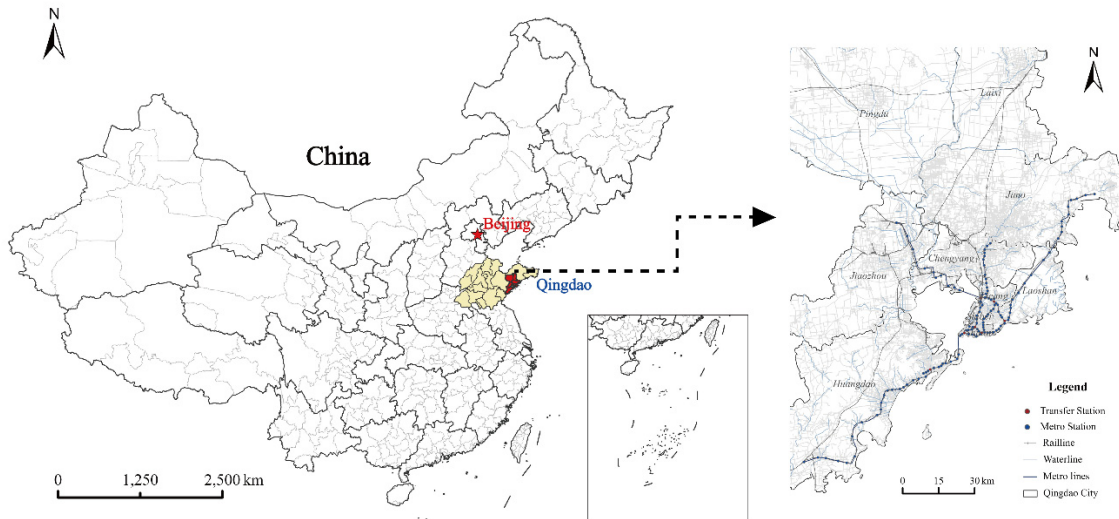 N
China
Beijing
Qingdao
0 1,250 2,500 km
N
Laixi
Pingdu
Jimo
Chengyang
Jiaozhou
Laoshan
Huangdao
Legend
Transfer Station
Metro Station
Railline
Waterline
Metro lines
Qingdao City
0 15 30 km